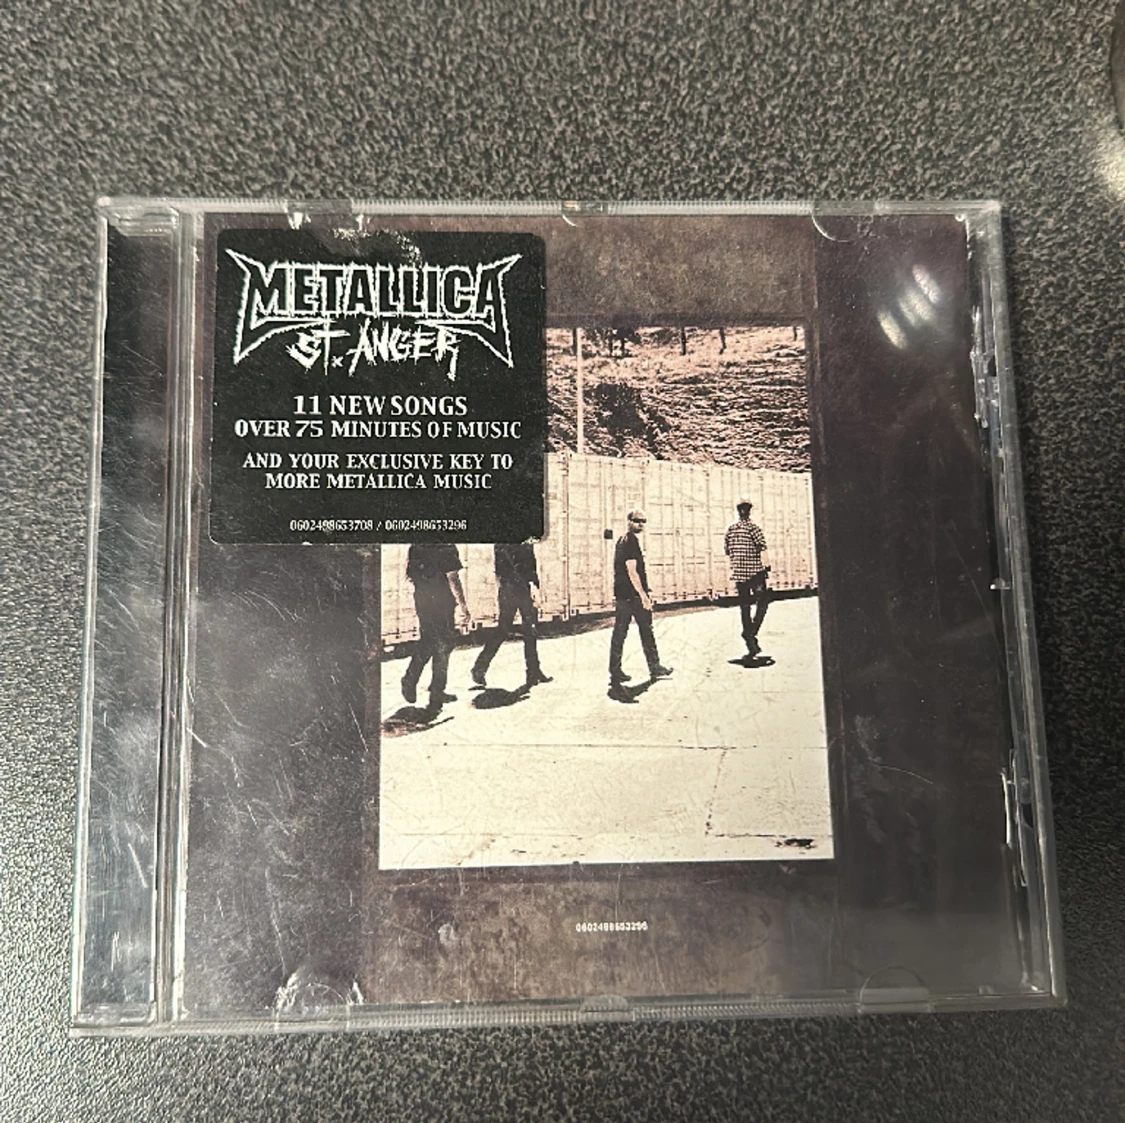 METALLICA
ST. ANGER
11 NEW SONGS
OVER 75 MINUTES OF MUSIC
AND YOUR EXCLUSIVE KEY TO
MORE METALLICA MUSIC
0602498653708 / 0602498653296
0602498653296